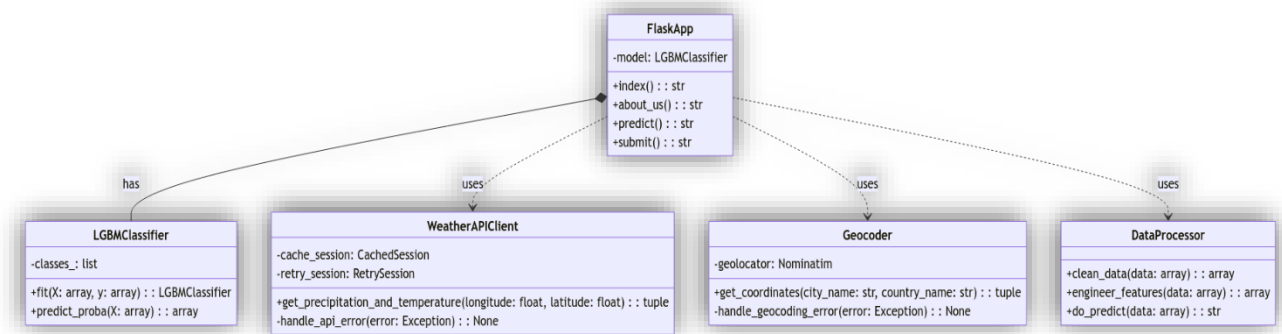 FlaskApp
-model: LGBMClassifier
+index() : : str
+about_us() : : str
+predict() : : str
+submit() : : str
has
uses
uses
uses
LGBMClassifier
-classes_: list
+fit(X: array, y: array) : : LGBMClassifier
+predict_proba(X: array) : : array
WeatherAPIClient
-cache_session: CachedSession
-retry_session: RetrySession
+get_precipitation_and_temperature(longitude: float, latitude: float) : : tuple
-handle_api_error(error: Exception) : : None
Geocoder
-geolocator: Nominatim
+get_coordinates(city_name: str, country_name: str) : : tuple
-handle_geocoding_error(error: Exception) : : None
DataProcessor
+clean_data(data: array) : : array
+engineer_features(data: array) : : array
+do_predict(data: array) : : str